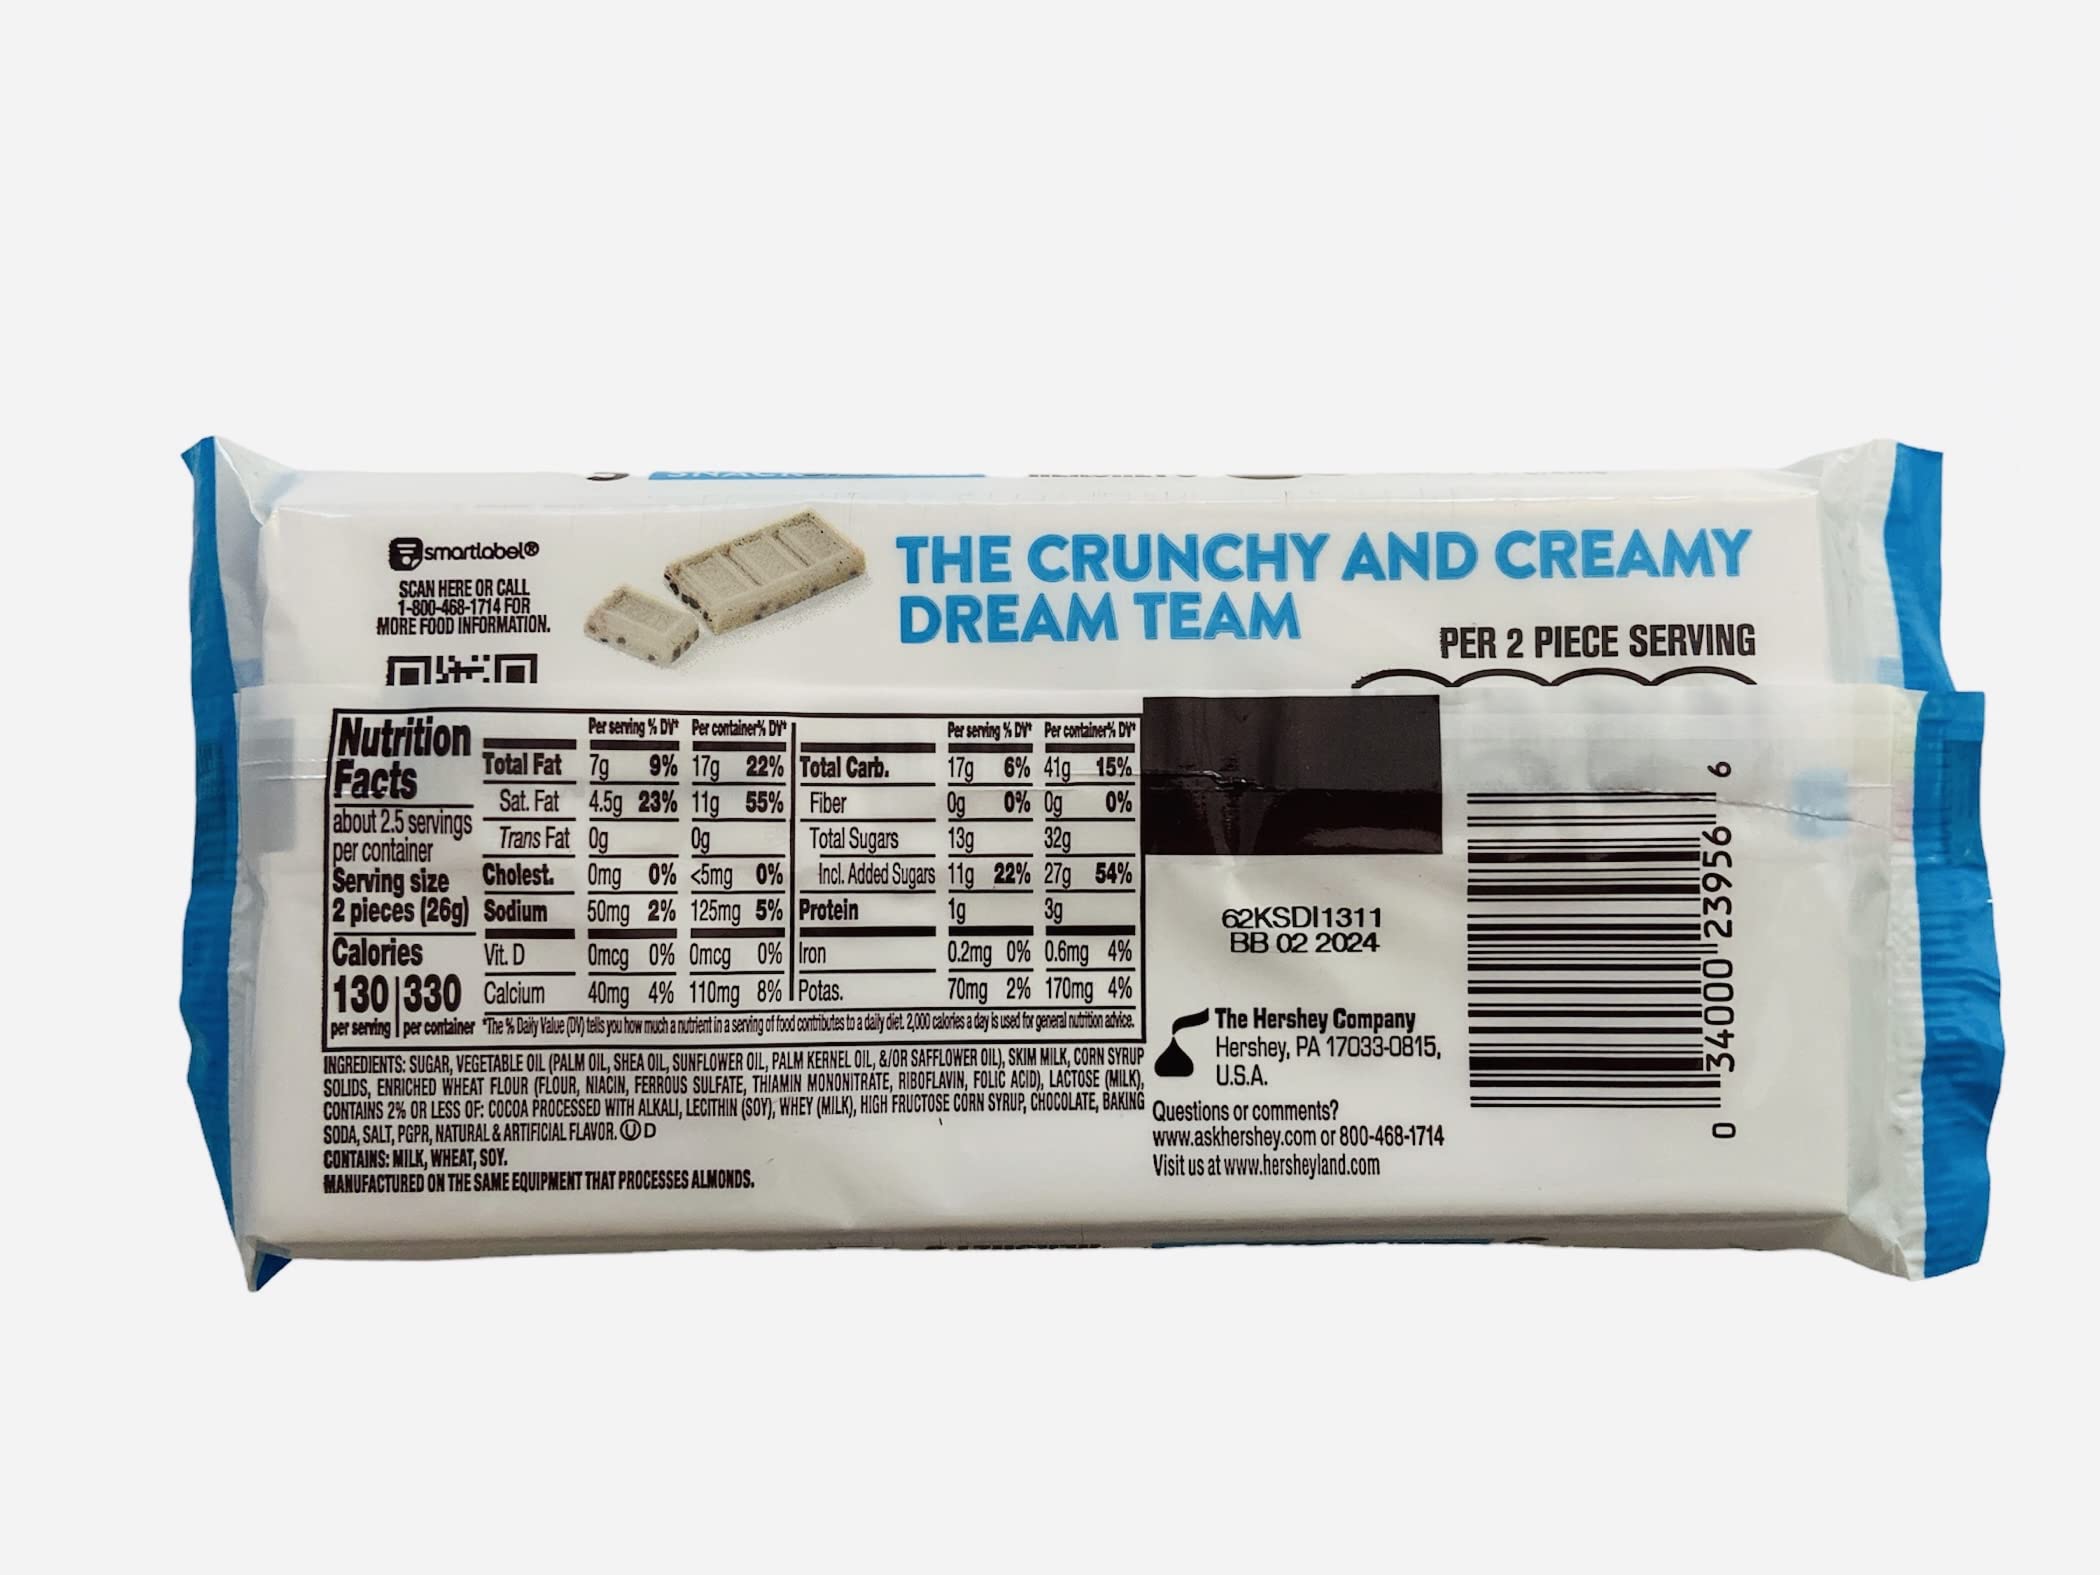 smartlabel®
SCAN HERE OR CALL
1-800-468-1714 FOR
MORE FOOD INFORMATION.
THE CRUNCHY AND CREAMY
DREAM TEAM
PER 2 PIECE SERVING
Nutrition
Facts
about 2.5 servings
per container
Serving size
2 pieces (26g)
Calories
130 330
per serving per container
Per serving % DV* Per container % DV*
Total Fat 7g 9% 17g 22%
Sat. Fat 4.5g 23% 11g 55%
Trans Fat 0g 0g
Cholest. 0mg 0% <5mg 0%
Sodium 50mg 2% 125mg 5%
Vit. D 0mcg 0% 0mcg 0%
Calcium 40mg 4% 110mg 8%
Per serving % DV* Per container % DV*
Total Carb. 17g 6% 41g 15%
Fiber 0g 0% 0g 0%
Total Sugars 13g 32g
Incl. Added Sugars 11g 22% 27g 54%
Protein 1g 3g
Iron 0.2mg 0% 0.6mg 4%
Potas. 70mg 2% 170mg 4%
*The % Daily Value (DV) tells you how much a nutrient in a serving of food contributes to a daily diet. 2,000 calories a day is used for general nutrition advice.
INGREDIENTS: SUGAR, VEGETABLE OIL (PALM OIL, SHEA OIL, SUNFLOWER OIL, PALM KERNEL OIL, &/OR SAFFLOWER OIL), SKIM MILK, CORN SYRUP
SOLIDS, ENRICHED WHEAT FLOUR (FLOUR, NIACIN, FERROUS SULFATE, THIAMIN MONONITRATE, RIBOFLAVIN, FOLIC ACID), LACTOSE (MILK),
CONTAINS 2% OR LESS OF: COCOA PROCESSED WITH ALKALI, LECITHIN (SOY), WHEY (MILK), HIGH FRUCTOSE CORN SYRUP, CHOCOLATE, BAKING
SODA, SALT, PGPR, NATURAL & ARTIFICIAL FLAVOR. Ⓤ D
CONTAINS: MILK, WHEAT, SOY.
MANUFACTURED ON THE SAME EQUIPMENT THAT PROCESSES ALMONDS.
62KSDI1311
BB 02 2024
The Hershey Company
Hershey, PA 17033-0815,
U.S.A.
Questions or comments?
www.askhershey.com or 800-468-1714
Visit us at www.hersheyland.com
0 34000 23956 6